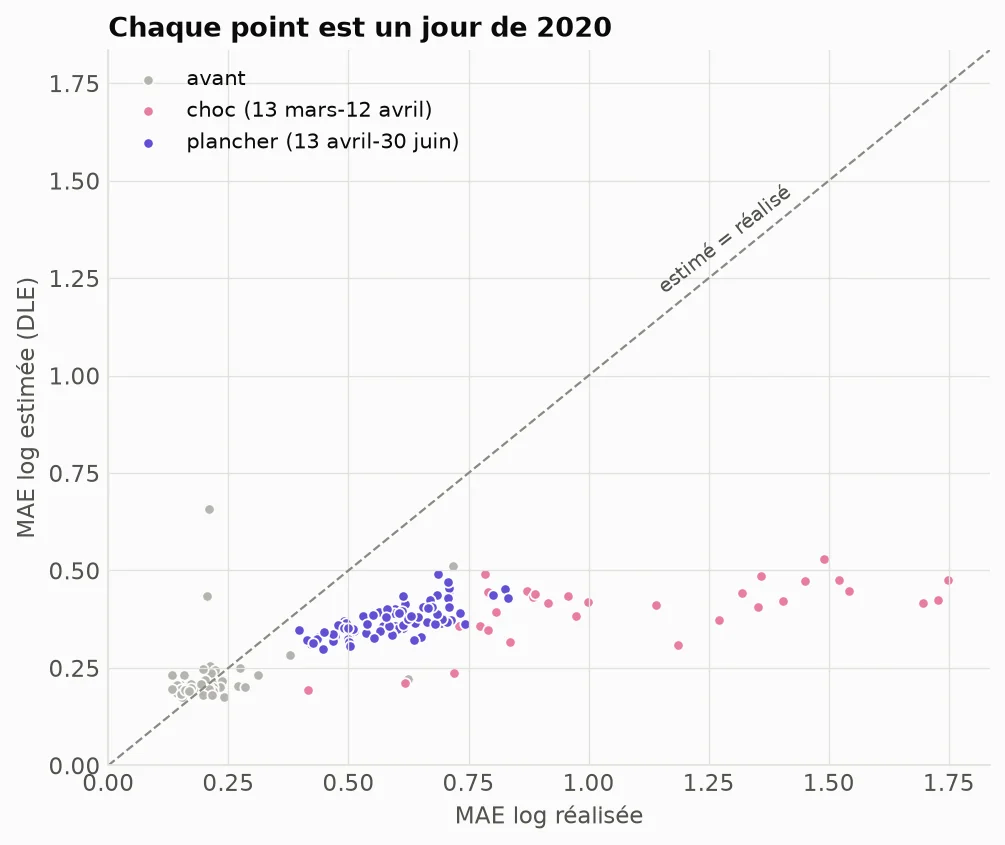 Chaque point est un jour de 2020
avant
choc (13 mars-12 avril)
plancher (13 avril-30 juin)
estimé = réalisé
MAE log estimée (DLE)
1.75
1.50
1.25
1.00
0.75
0.50
0.25
0.00
0.00 0.25 0.50 0.75 1.00 1.25 1.50 1.75
MAE log réalisée